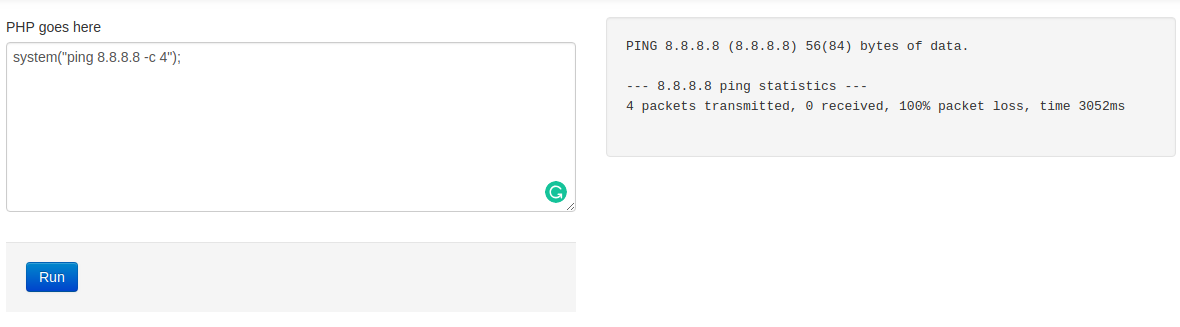 PHP goes here
system("ping 8.8.8.8 -c 4");
Run
PING 8.8.8.8 (8.8.8.8) 56(84) bytes of data.
--- 8.8.8.8 ping statistics ---
4 packets transmitted, 0 received, 100% packet loss, time 3052ms